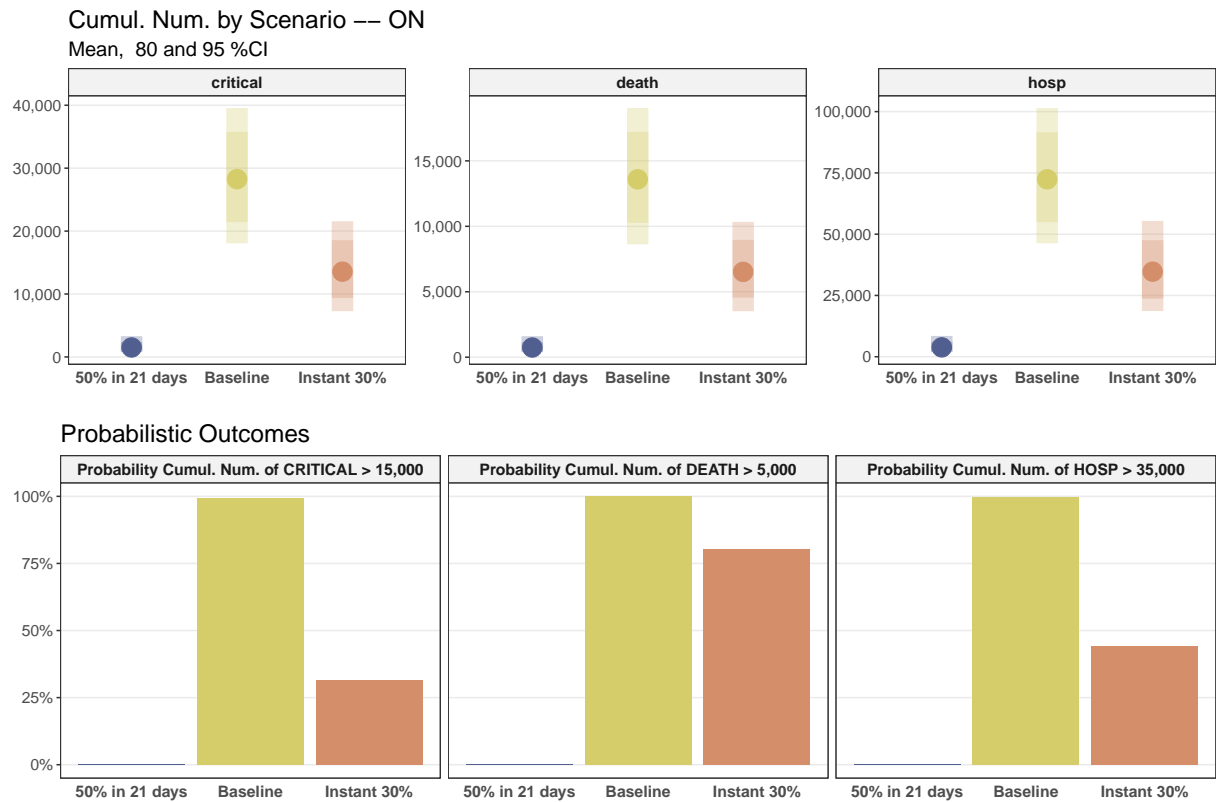 Cumul. Num. by Scenario −− ON
Mean,  80 and 95 %CI
critical
death
hosp
40,000
30,000
20,000
10,000
0
15,000
10,000
5,000
0
100,000
75,000
50,000
25,000
0
50% in 21 days Baseline Instant 30%
50% in 21 days Baseline Instant 30%
50% in 21 days Baseline Instant 30%
Probabilistic Outcomes
Probability Cumul. Num. of CRITICAL > 15,000
Probability Cumul. Num. of DEATH > 5,000
Probability Cumul. Num. of HOSP > 35,000
100%
75%
50%
25%
0%
50% in 21 days Baseline Instant 30%
50% in 21 days Baseline Instant 30%
50% in 21 days Baseline Instant 30%